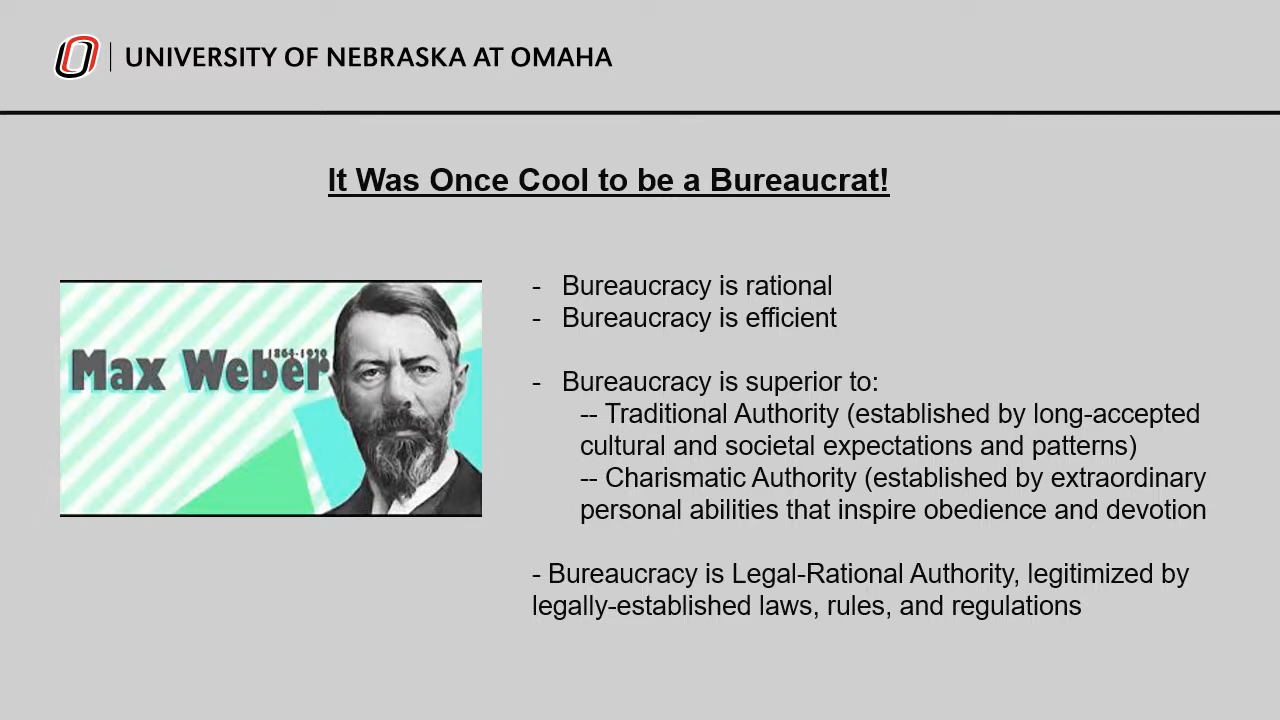 UNIVERSITY OF NEBRASKA AT OMAHA
It Was Once Cool to be a Bureaucrat!
Max Weber
1864-1920
- Bureaucracy is rational
- Bureaucracy is efficient
- Bureaucracy is superior to:
-- Traditional Authority (established by long-accepted
cultural and societal expectations and patterns)
-- Charismatic Authority (established by extraordinary
personal abilities that inspire obedience and devotion
- Bureaucracy is Legal-Rational Authority, legitimized by
legally-established laws, rules, and regulations